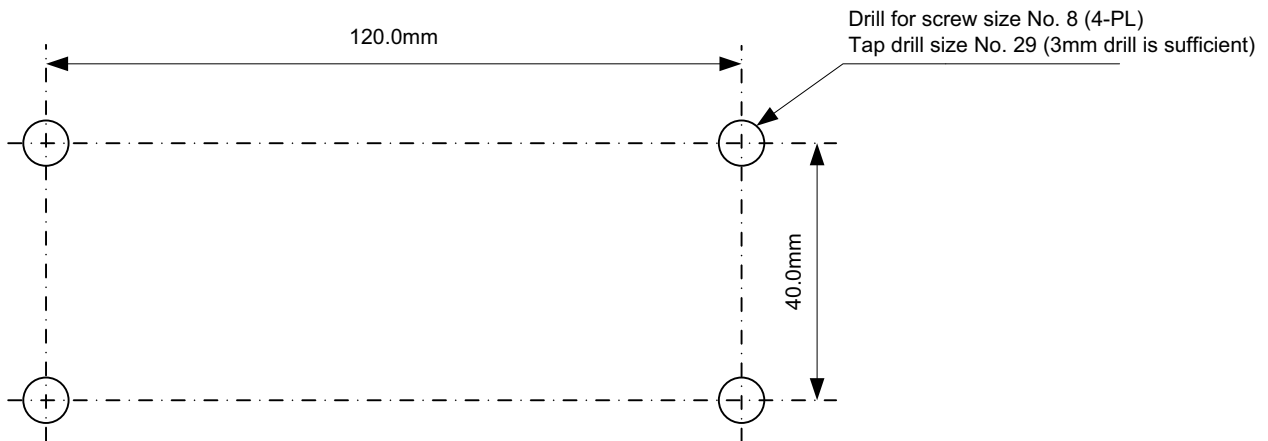 Drill for screw size No. 8 (4-PL)
Tap drill size No. 29 (3mm drill is sufficient)
120.0mm
40.0mm